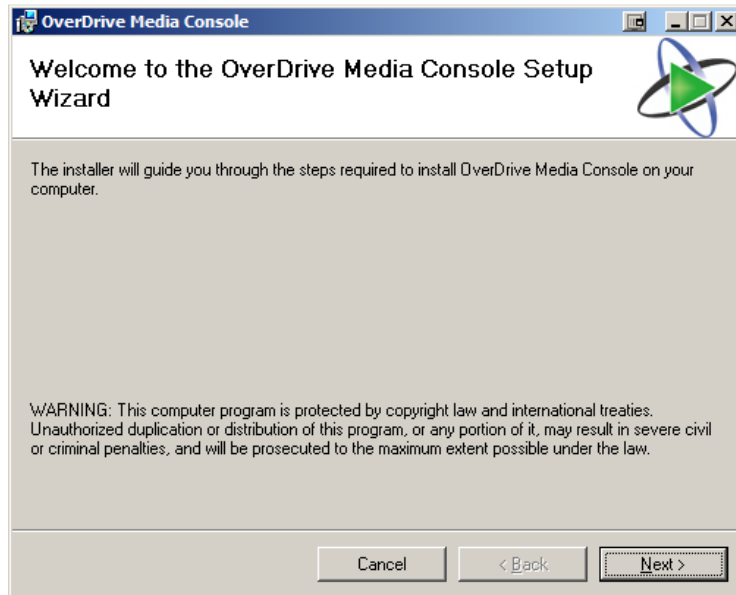 OverDrive Media Console
Welcome to the OverDrive Media Console Setup
Wizard
The installer will guide you through the steps required to install OverDrive Media Console on your
computer.
WARNING: This computer program is protected by copyright law and international treaties.
Unauthorized duplication or distribution of this program, or any portion of it, may result in severe civil
or criminal penalties, and will be prosecuted to the maximum extent possible under the law.
Cancel
< Back
Next >